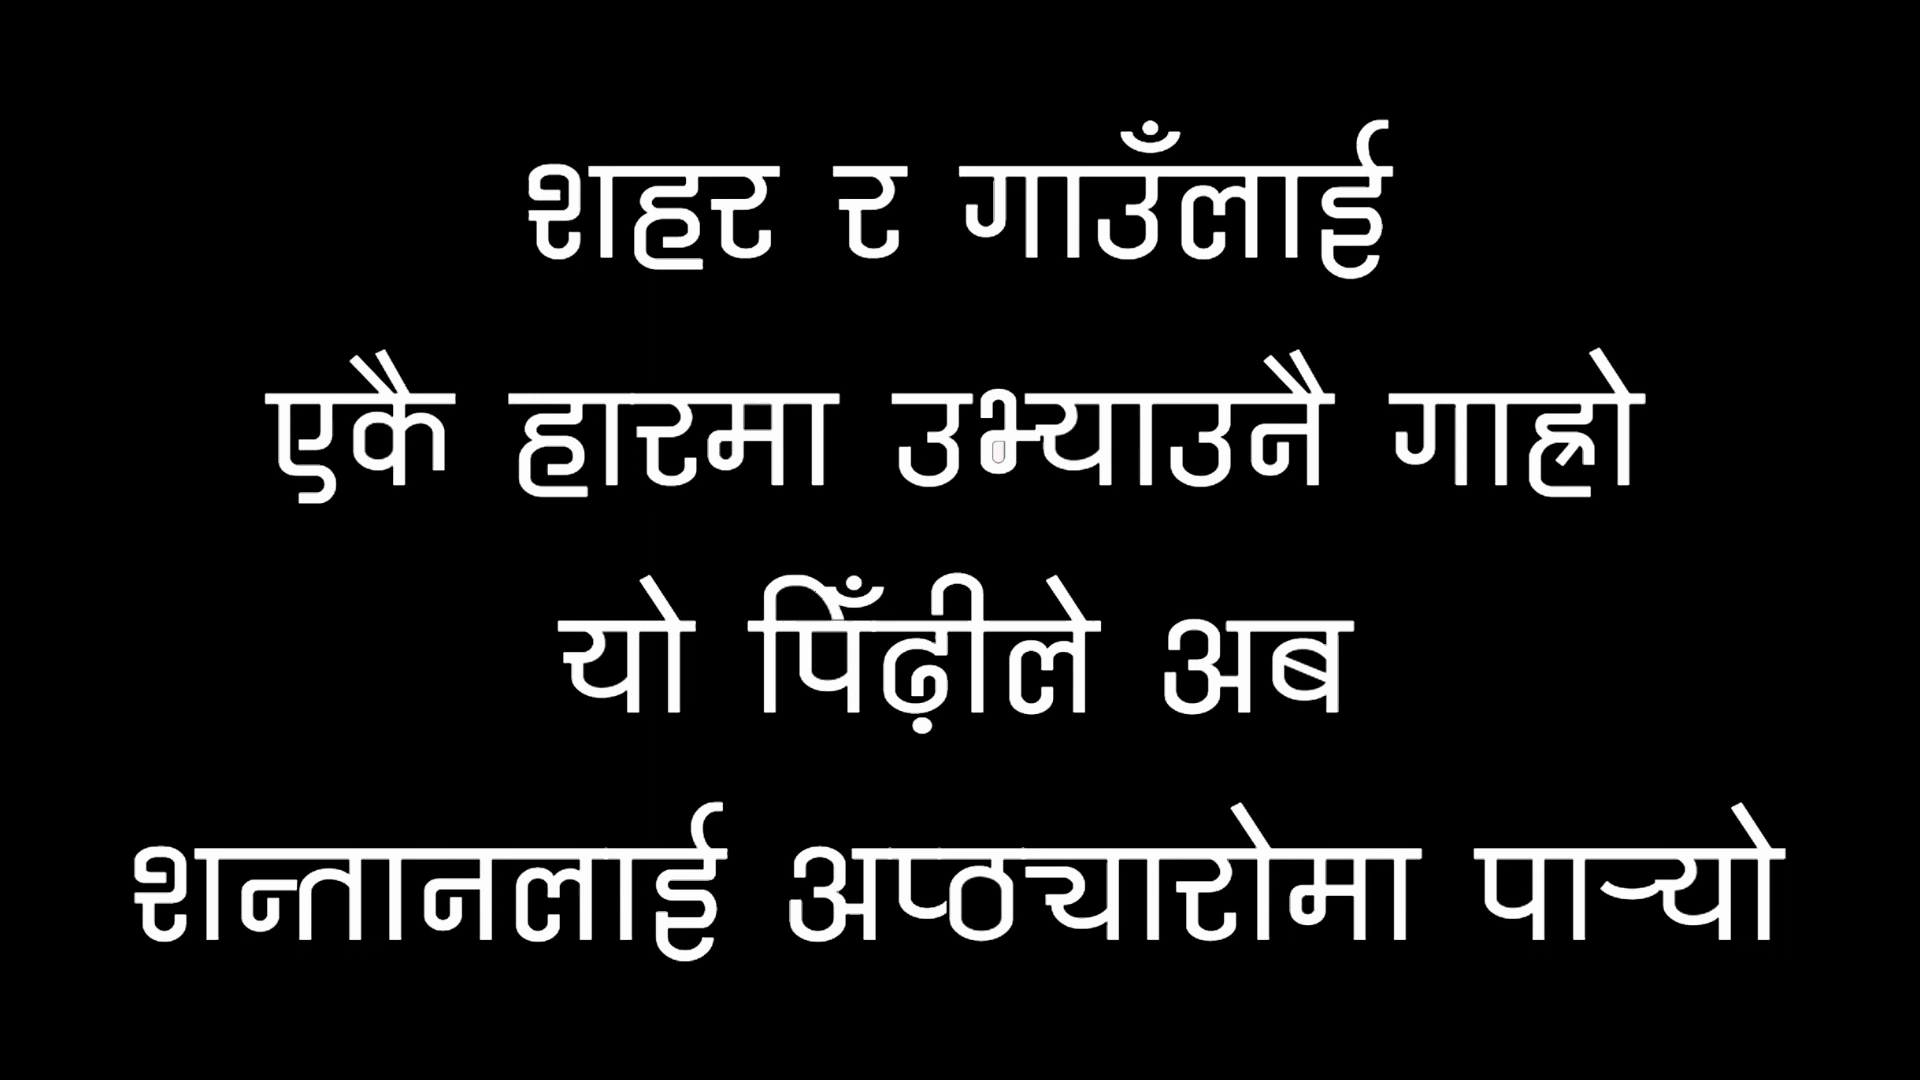 शहर र गाउँलाई
एकै हारमा उभ्याउनै गाह्रो
यो पिँढ़ीले अब
शन्तानलाई अप्ठ्यारोमा पार्‍यो